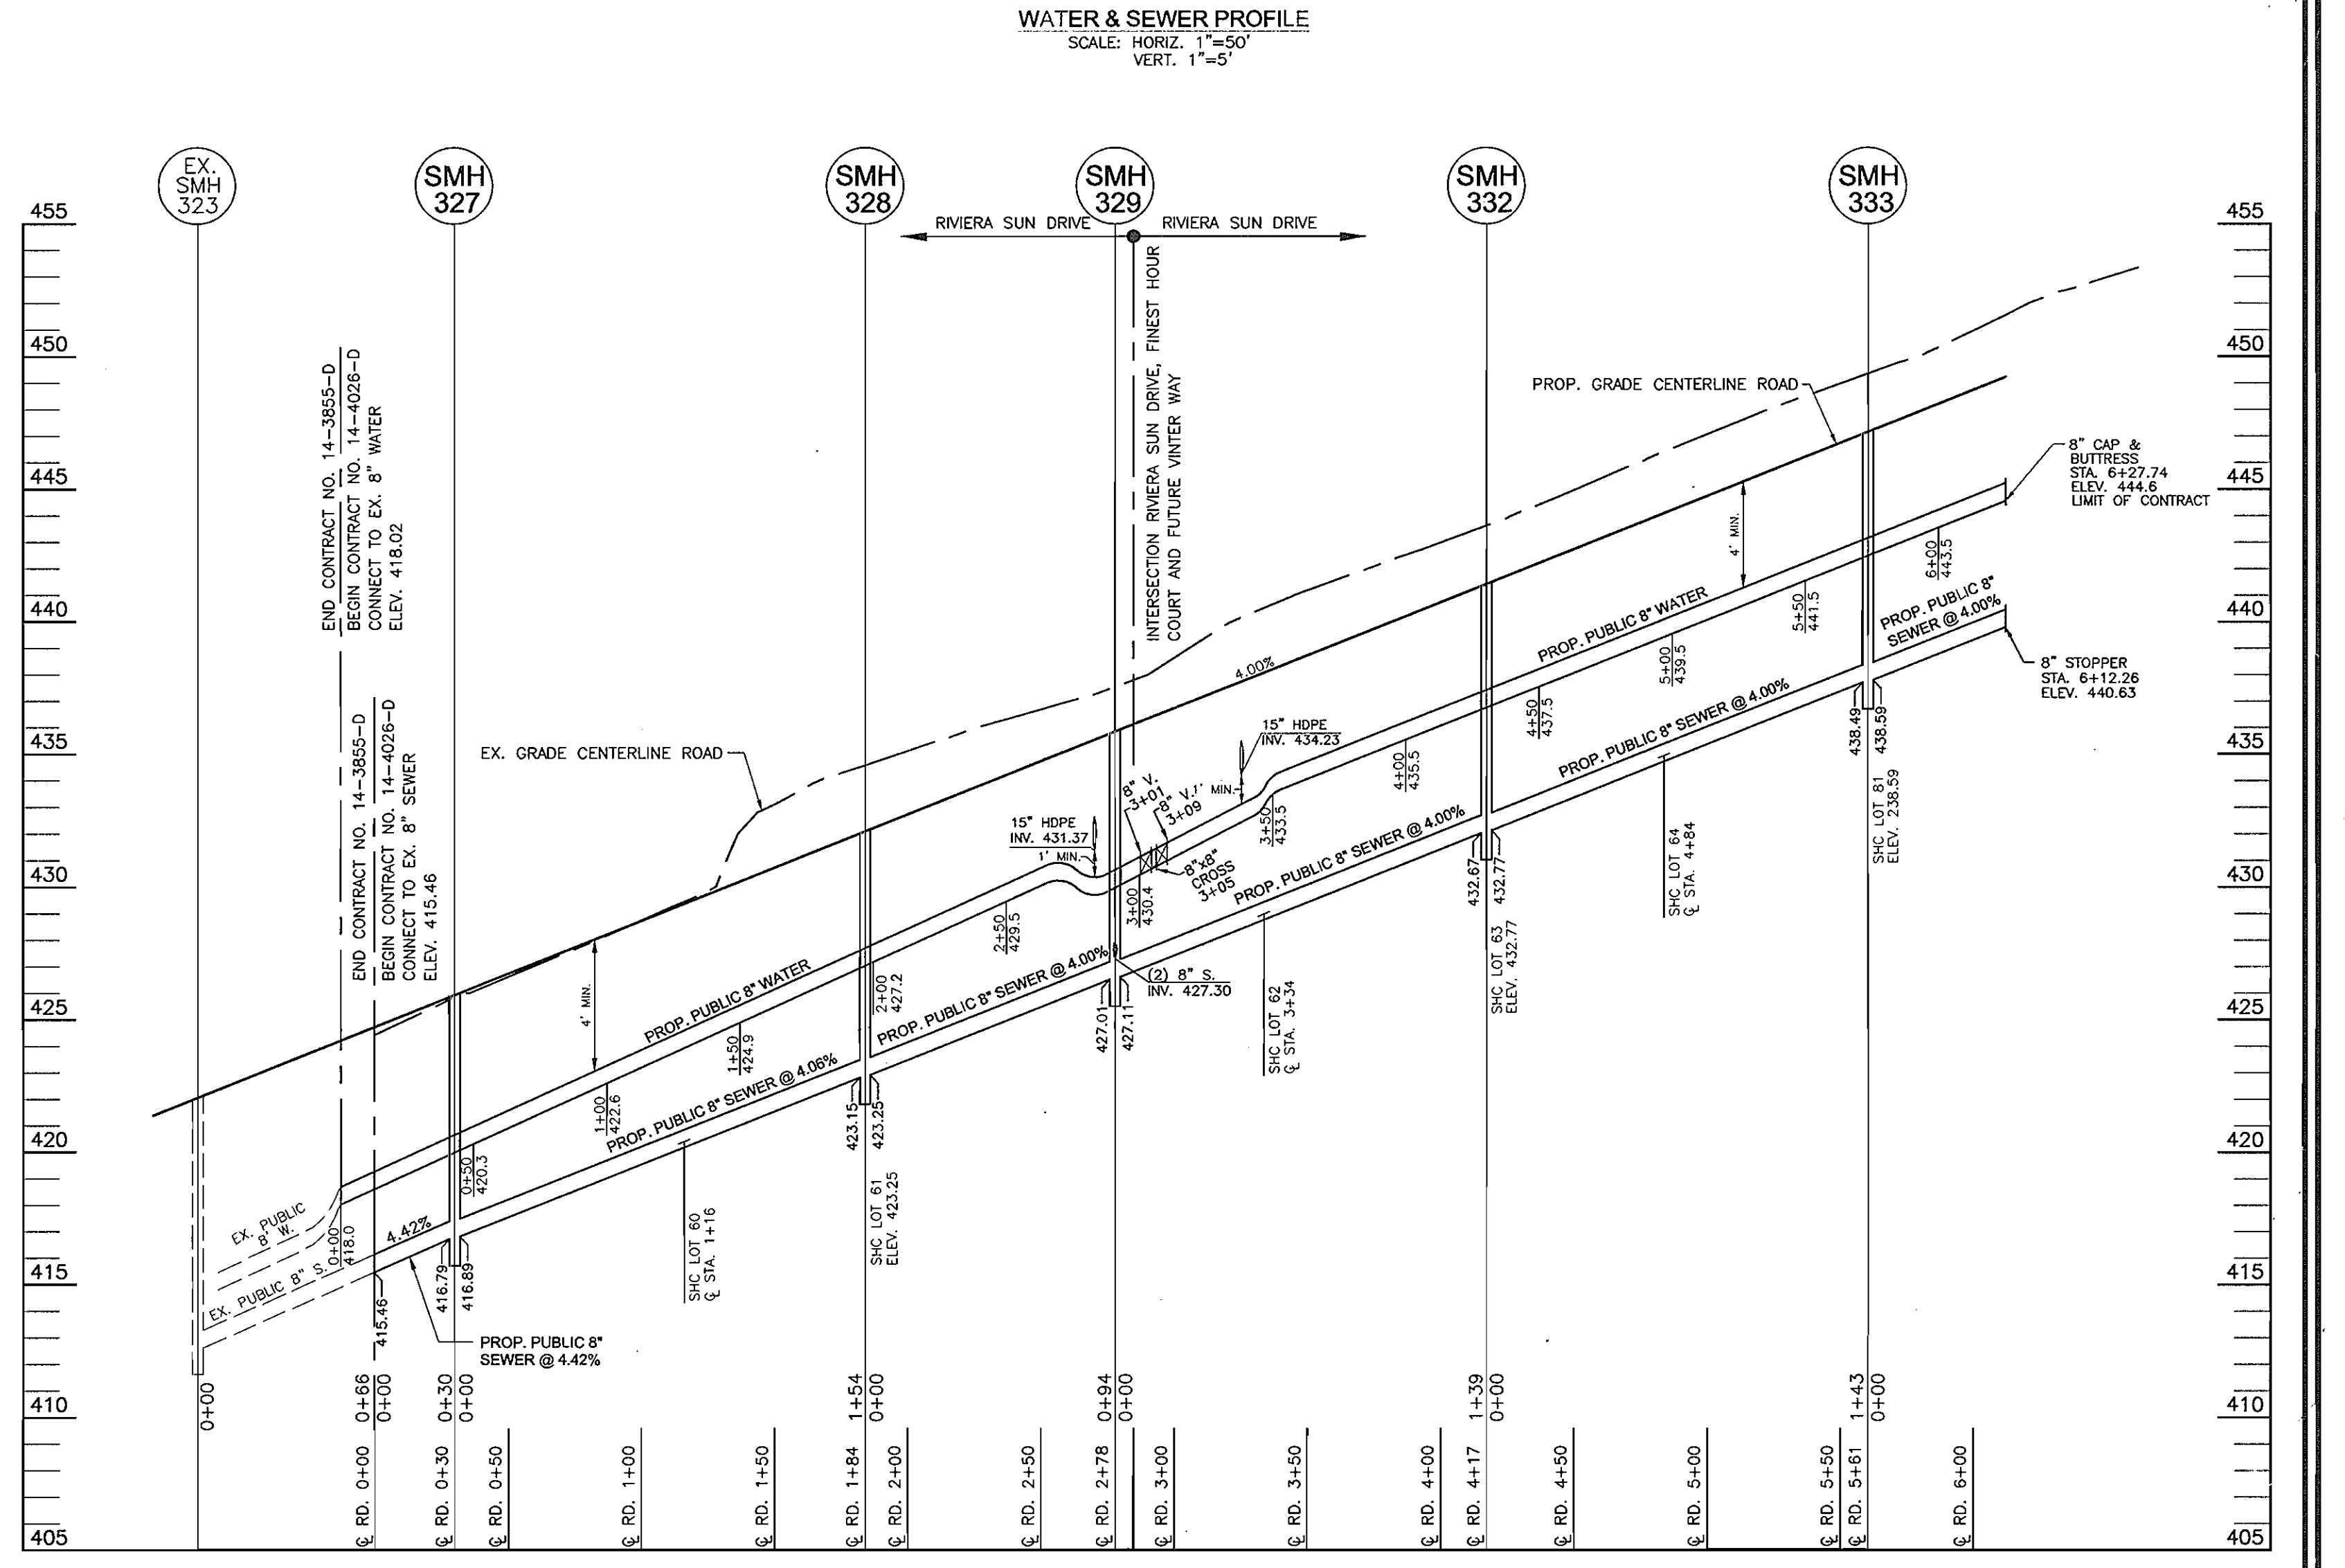 WATER & SEWER PROFILE
SCALE: HORIZ. 1"=50'
VERT. 1"=5'
EX.
SMH
323
SMH
327
SMH
328
SMH
329
SMH
332
SMH
333
RIVIERA SUN DRIVE
RIVIERA SUN DRIVE
455
450
445
440
435
430
425
420
415
410
405
455
450
445
440
435
430
425
420
415
410
405
END CONTRACT NO. 14-3855-D
BEGIN CONTRACT NO. 14-4026-D
CONNECT TO EX. 8" WATER
ELEV. 418.02
END CONTRACT NO. 14-3855-D
BEGIN CONTRACT NO. 14-4026-D
CONNECT TO EX. 8" SEWER
ELEV. 415.46
INTERSECTION RIVIERA SUN DRIVE, FINEST HOUR
COURT AND FUTURE VINTER WAY
PROP. GRADE CENTERLINE ROAD
EX. GRADE CENTERLINE ROAD
4.00%
8" CAP &
BUTTRESS
STA. 6+27.74
ELEV. 444.6
LIMIT OF CONTRACT
8" STOPPER
STA. 6+12.26
ELEV. 440.63
4' MIN.
4' MIN.
PROP. PUBLIC 8" WATER
PROP. PUBLIC 8" WATER
15" HDPE
INV. 431.37
1' MIN.
15" HDPE
INV. 434.23
1' MIN.
8" V.
3+01
8" V.
3+09
8"x8"
CROSS
3+05
(2) 8" S.
INV. 427.30
EX. PUBLIC
8' W.
EX. PUBLIC 8" S.
4.42%
PROP. PUBLIC 8"
SEWER @ 4.42%
PROP. PUBLIC 8" SEWER @ 4.06%
PROP. PUBLIC 8" SEWER @ 4.00%
PROP. PUBLIC 8" SEWER @ 4.00%
PROP. PUBLIC 8" SEWER @ 4.00%
PROP. PUBLIC 8"
SEWER @ 4.00%
0+00
418.0
0+50
420.3
1+00
422.6
1+50
424.9
2+00
427.2
2+50
429.5
3+00
430.4
3+50
433.5
4+00
435.5
4+50
437.5
5+00
439.5
5+50
441.5
6+00
443.5
415.46
416.79
416.89
423.15
423.25
427.01
427.11
432.67
432.77
438.49
438.59
SHC LOT 60
℄ STA. 1+16
SHC LOT 61
ELEV. 423.25
SHC LOT 62
℄ STA. 3+34
SHC LOT 63
ELEV. 432.77
SHC LOT 64
℄ STA. 4+84
SHC LOT 81
ELEV. 238.59
0+00
0+66
0+00
0+30
0+00
1+54
0+00
0+94
0+00
1+39
0+00
1+43
0+00
℄ RD. 0+00
℄ RD. 0+30
℄ RD. 0+50
℄ RD. 1+00
℄ RD. 1+50
℄ RD. 1+84
℄ RD. 2+00
℄ RD. 2+50
℄ RD. 2+78
℄ RD. 3+00
℄ RD. 3+50
℄ RD. 4+00
℄ RD. 4+17
℄ RD. 4+50
℄ RD. 5+00
℄ RD. 5+50
℄ RD. 5+61
℄ RD. 6+00